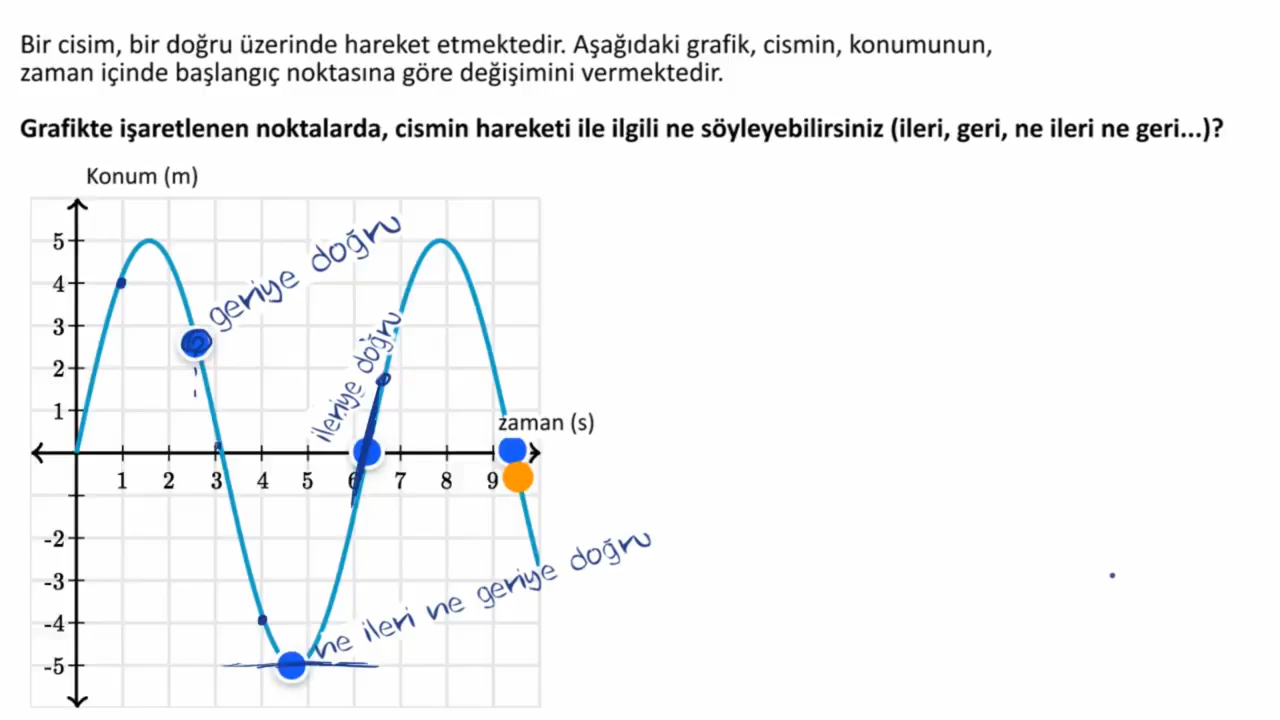 Bir cisim, bir doğru üzerinde hareket etmektedir. Aşağıdaki grafik, cismin, konumunun,
zaman içinde başlangıç noktasına göre değişimini vermektedir.
Grafikte işaretlenen noktalarda, cismin hareketi ile ilgili ne söyleyebilirsiniz (ileri, geri, ne ileri ne geri...)?
Konum (m)
5
4
3
2
1
geriye doğru
ileriye doğru
zaman (s)
1 2 3 4 5 6 7 8 9
-2
-3
-4
-5
ne ileri ne geriye doğru